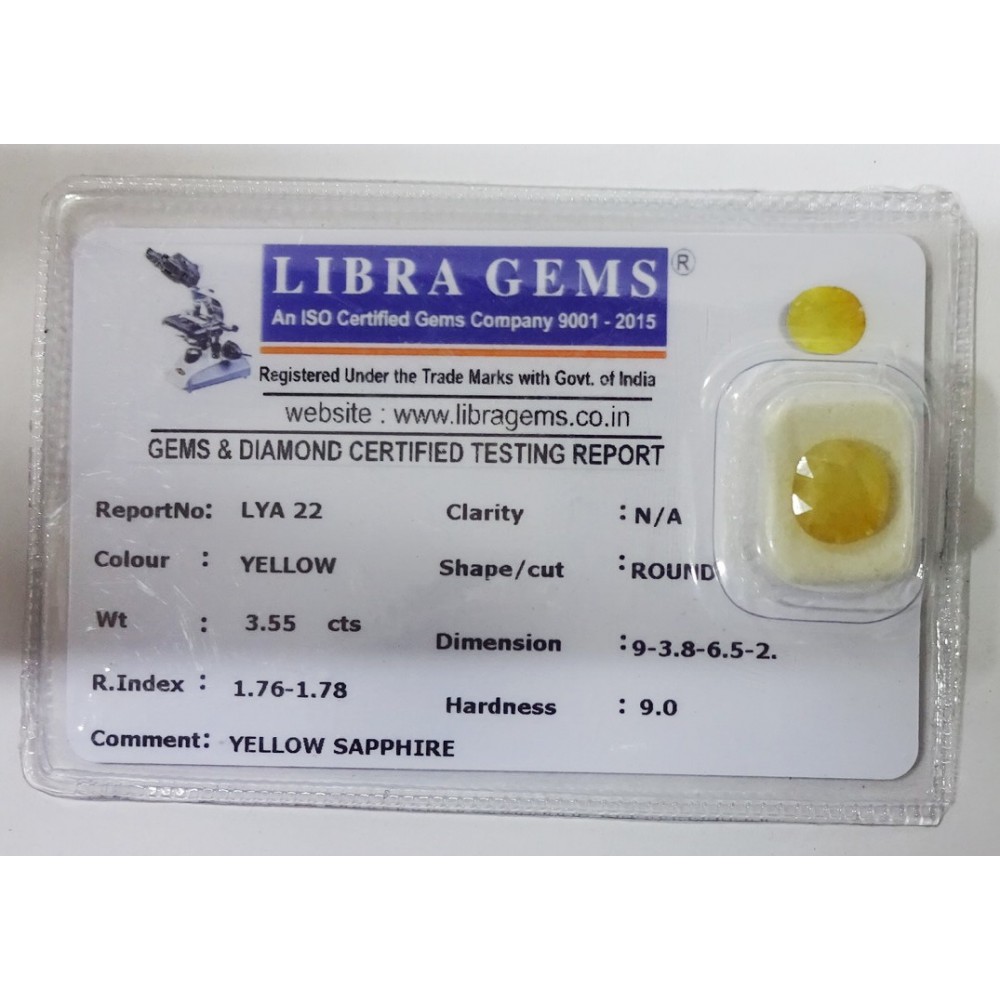 LIBRA GEMS ®
An ISO Certified Gems Company 9001 - 2015
Registered Under the Trade Marks with Govt. of India
website : www.libragems.co.in
GEMS & DIAMOND CERTIFIED TESTING REPORT
ReportNo: LYA 22 Clarity : N/A
Colour : YELLOW Shape/cut : ROUND
Wt : 3.55 cts Dimension : 9-3.8-6.5-2.
R.Index : 1.76-1.78 Hardness : 9.0
Comment: YELLOW SAPPHIRE